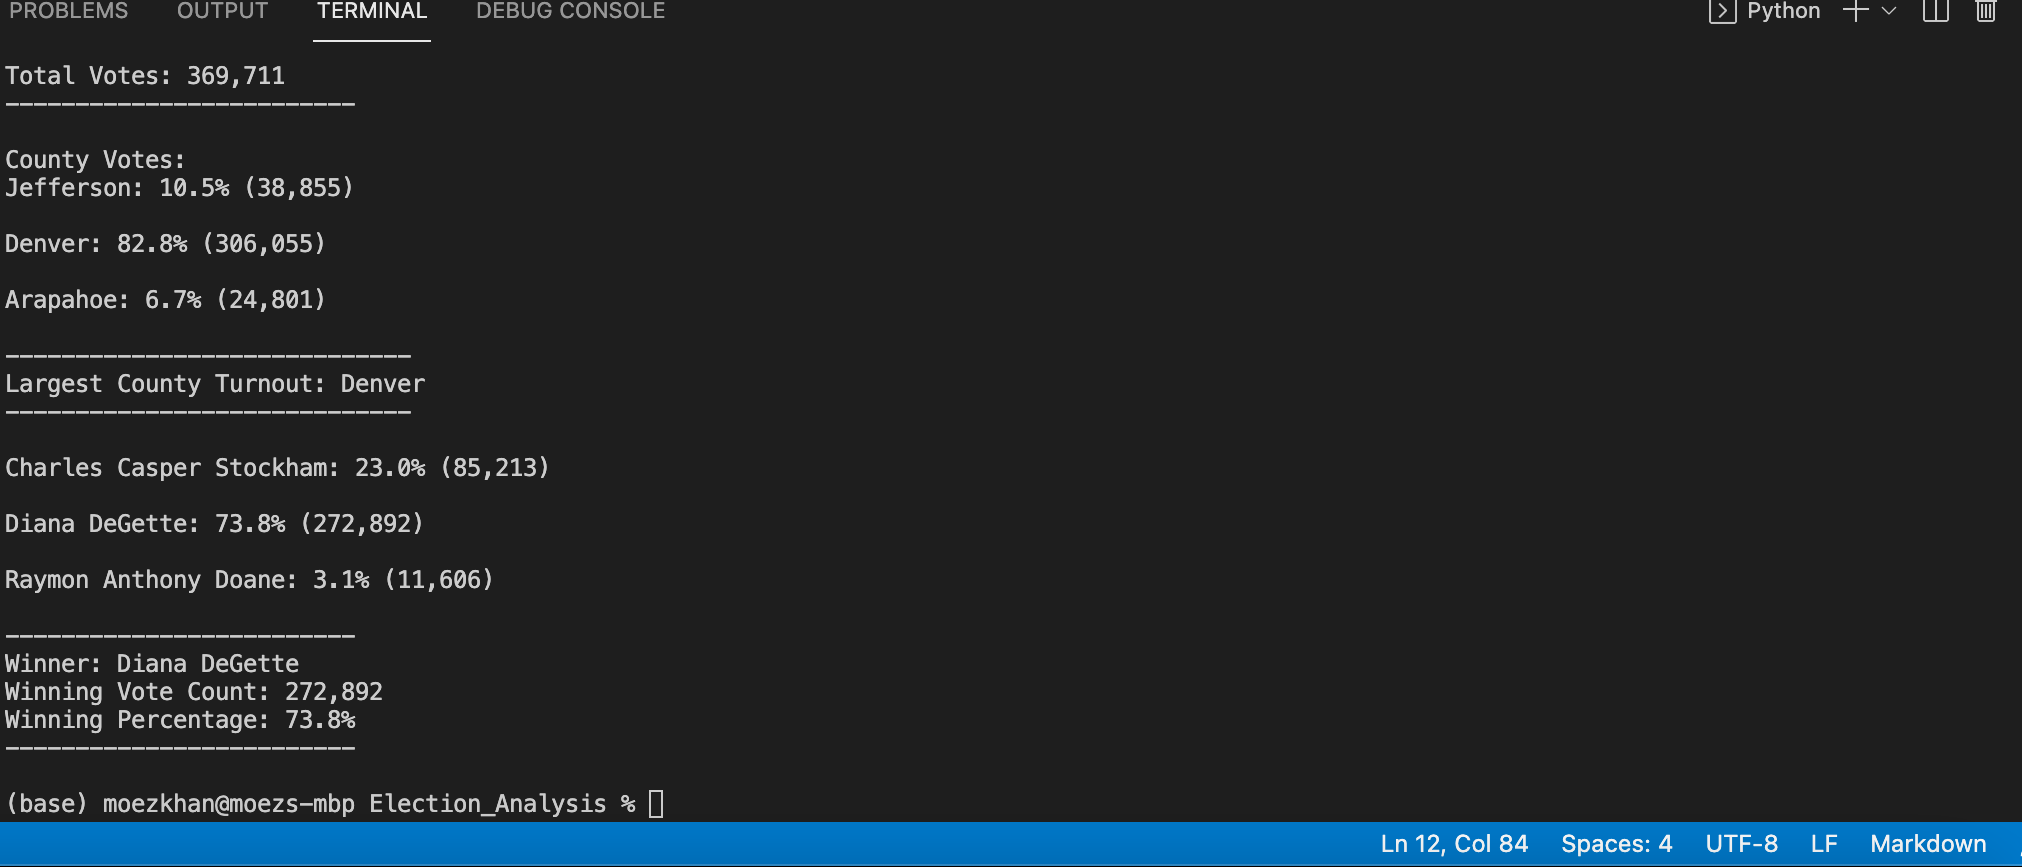 PROBLEMS OUTPUT TERMINAL DEBUG CONSOLE Python
Total Votes: 369,711
-------------------------
County Votes:
Jefferson: 10.5% (38,855)
Denver: 82.8% (306,055)
Arapahoe: 6.7% (24,801)
-----------------------------
Largest County Turnout: Denver
-----------------------------
Charles Casper Stockham: 23.0% (85,213)
Diana DeGette: 73.8% (272,892)
Raymon Anthony Doane: 3.1% (11,606)
-------------------------
Winner: Diana DeGette
Winning Vote Count: 272,892
Winning Percentage: 73.8%
-------------------------
(base) moezkhan@moezs-mbp Election_Analysis %
Ln 12, Col 84 Spaces: 4 UTF-8 LF Markdown